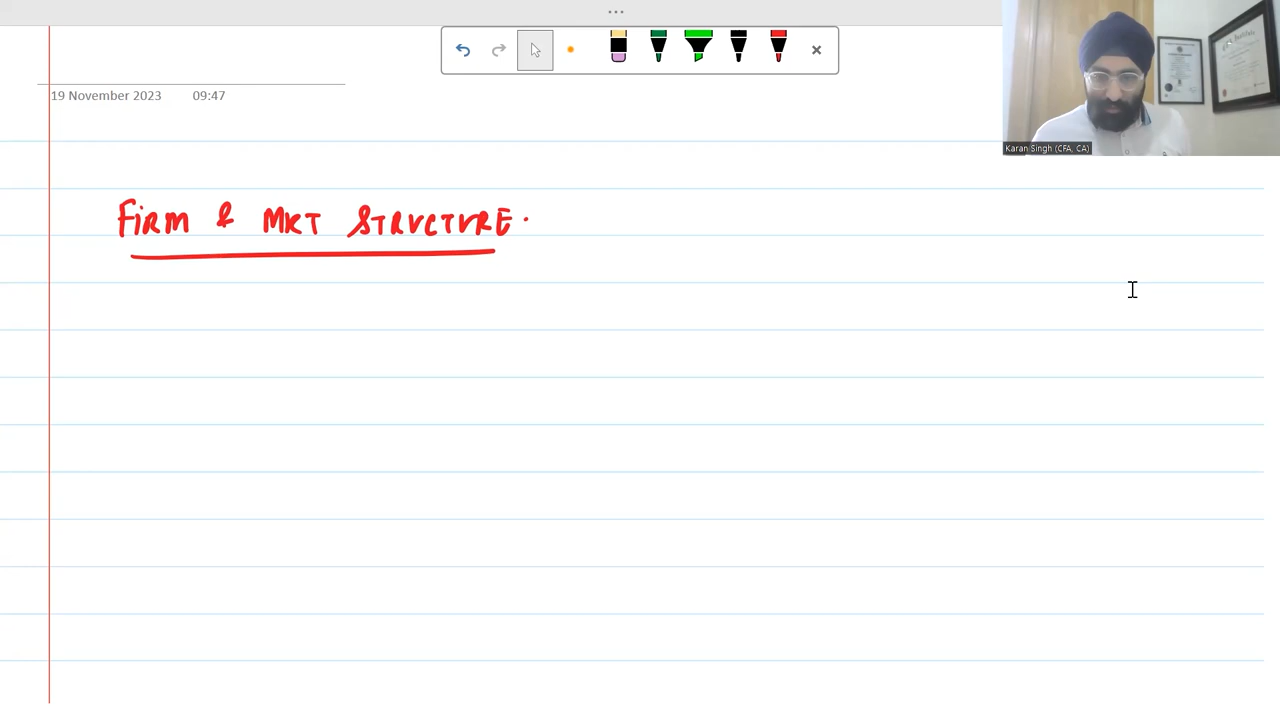 19 November 2023 09:47
Karan Singh (CFA, CA)
FIRM & MKT STRUCTURE.